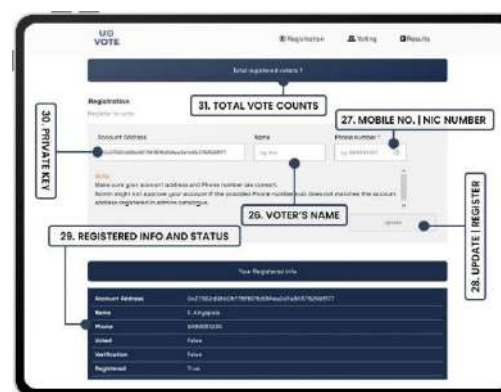 UG
VOTE
Registration
Voting
Results
Total registered voters 1
31. TOTAL VOTE COUNTS
Registration
Register to vote
27. MOBILE NO. | NIC NUMBER
30. PRIVATE KEY
Account Address
Name
Phone number *
Note:
Make sure your account address and Phone number are correct.
Admin might not approve your account if the provided Phone number
does not matches the account
address registered in admins catalogue.
26. VOTER'S NAME
Update
28. UPDATE | REGISTER
29. REGISTERED INFO AND STATUS
Your Registered Info
Account Address
Name
Phone
Voted False
Verification False
Registered True